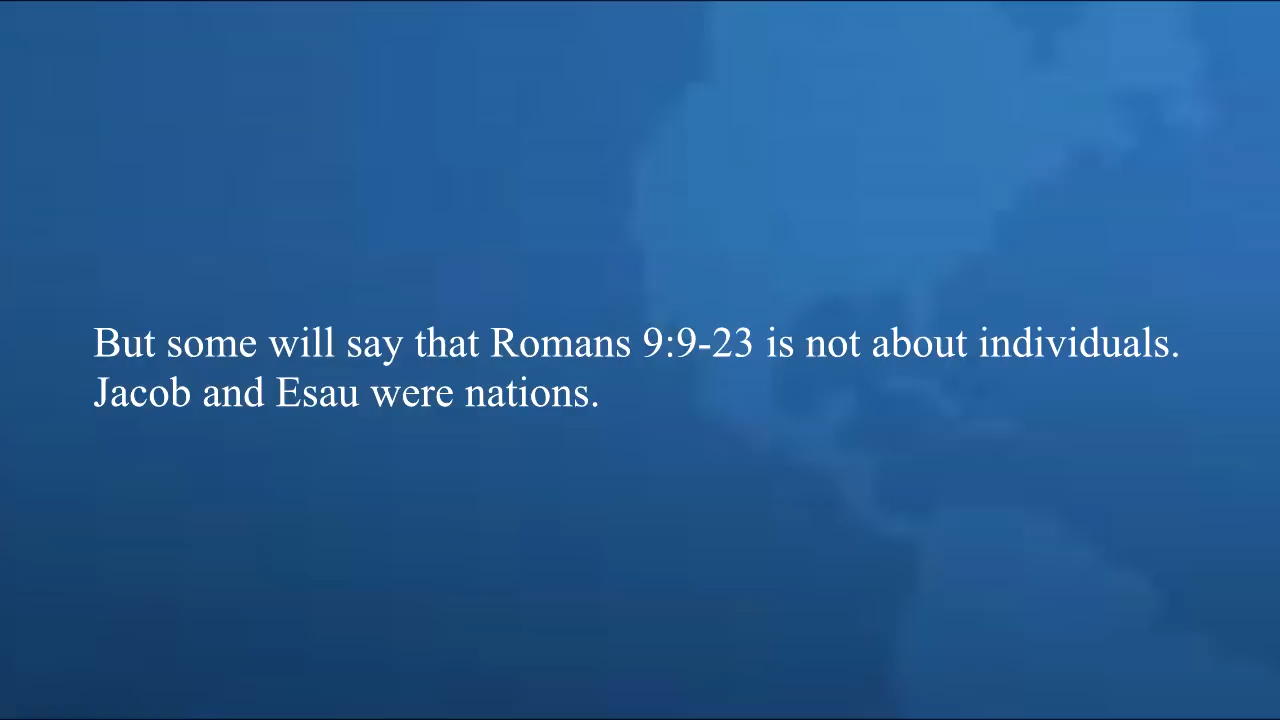 But some will say that Romans 9:9-23 is not about individuals.
Jacob and Esau were nations.